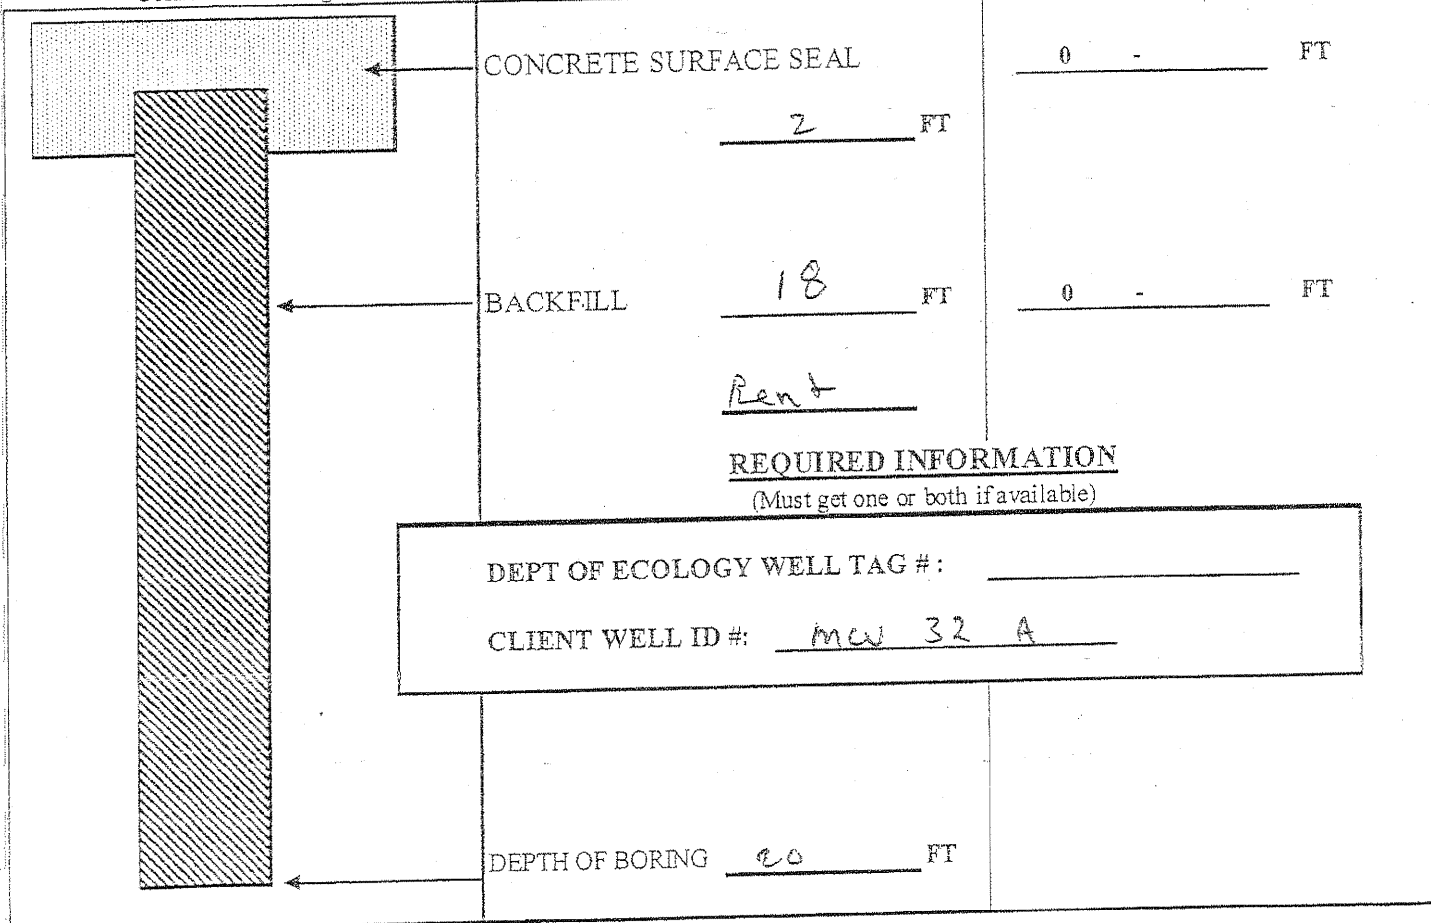 CONCRETE SURFACE SEAL 0 - FT
2 FT
BACKFILL 18 FT 0 - FT
REQUIRED INFORMATION
(Must get one or both if available)
DEPT OF ECOLOGY WELL TAG #:
CLIENT WELL ID #: MW 32 A
DEPTH OF BORING 20 FT